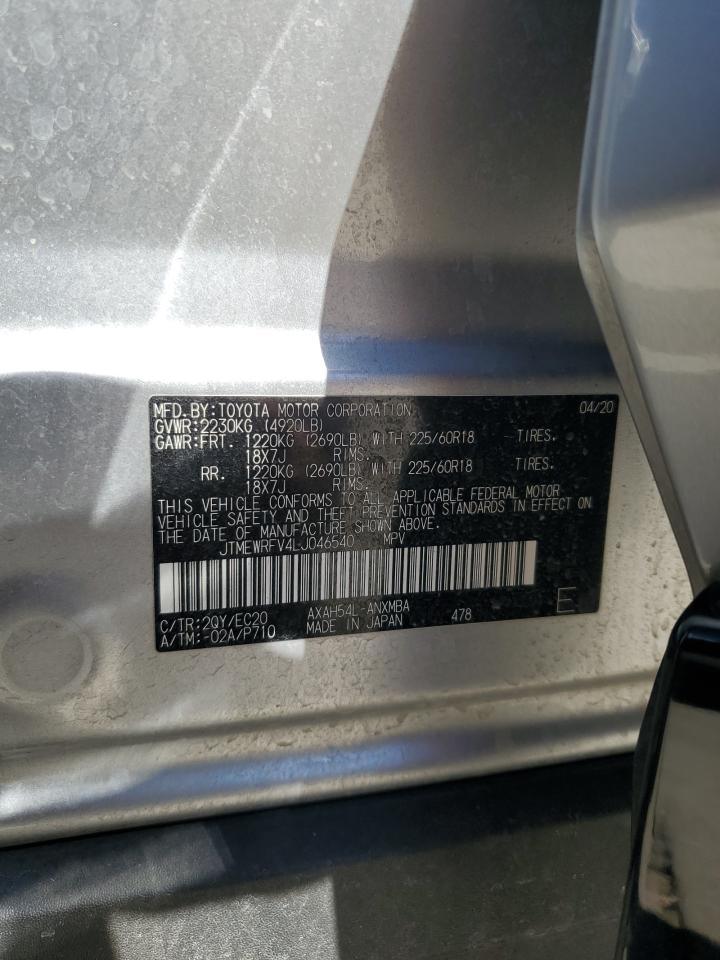 MFD.BY:TOYOTA MOTOR CORPORATION 04/20
GVWR:2230KG (4920LB)
GAWR:FRT. 1220KG (2690LB) WITH 225/60R18 - TIRES.
18X7J RIMS.
RR. 1220KG (2690LB) WITH 225/60R18 - TIRES.
18X7J RIMS.
THIS VEHICLE CONFORMS TO ALL APPLICABLE FEDERAL MOTOR
VEHICLE SAFETY AND THEFT PREVENTION STANDARDS IN EFFECT ON
THE DATE OF MANUFACTURE SHOWN ABOVE.
JTMEWRFV4LJ046540 MPV
C/TR:2QY/EC20 AXAH54L-ANXMBA
A/TM:-02A/P710 MADE IN JAPAN 478 E